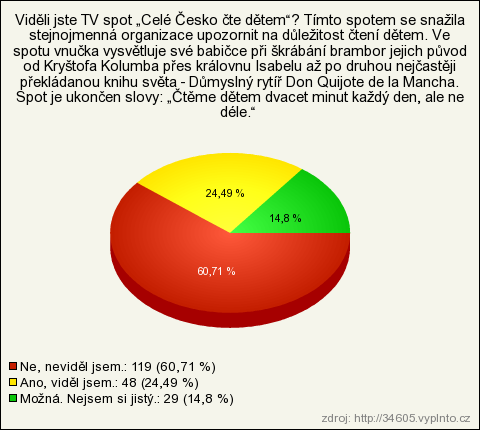 Viděli jste TV spot „Celé Česko čte dětem“? Tímto spotem se snažila
stejnojmenná organizace upozornit na důležitost čtení dětem. Ve
spotu vnučka vysvětluje své babičce při škrábání brambor jejich původ
od Kryštofa Kolumba přes královnu Isabelu až po druhou nejčastěji
překládanou knihu světa - Důmyslný rytíř Don Quijote de la Mancha.
Spot je ukončen slovy: „Čtěme dětem dvacet minut každý den, ale ne
déle.“
24,49 %
14,8 %
60,71 %
Ne, neviděl jsem.: 119 (60,71 %)
Ano, viděl jsem.: 48 (24,49 %)
Možná. Nejsem si jistý.: 29 (14,8 %)
zdroj: http://34605.vyplnto.cz